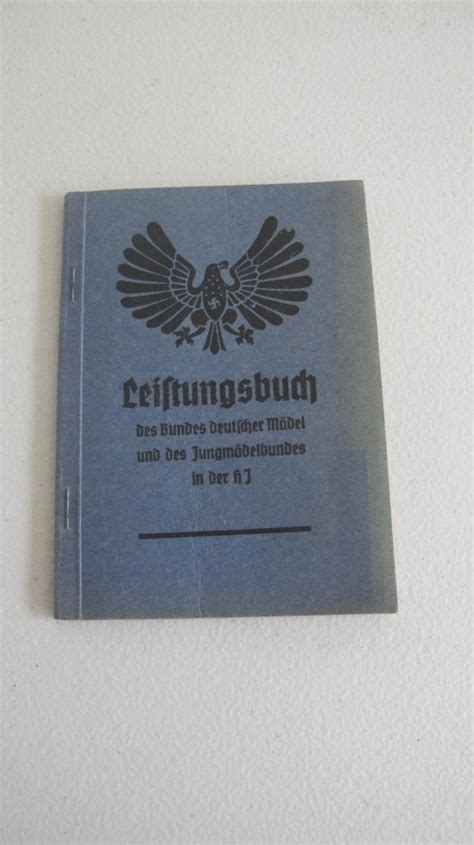 Leistungsbuch
des Bundes deutscher Mädel
und des Jungmädelbundes
in der HJ